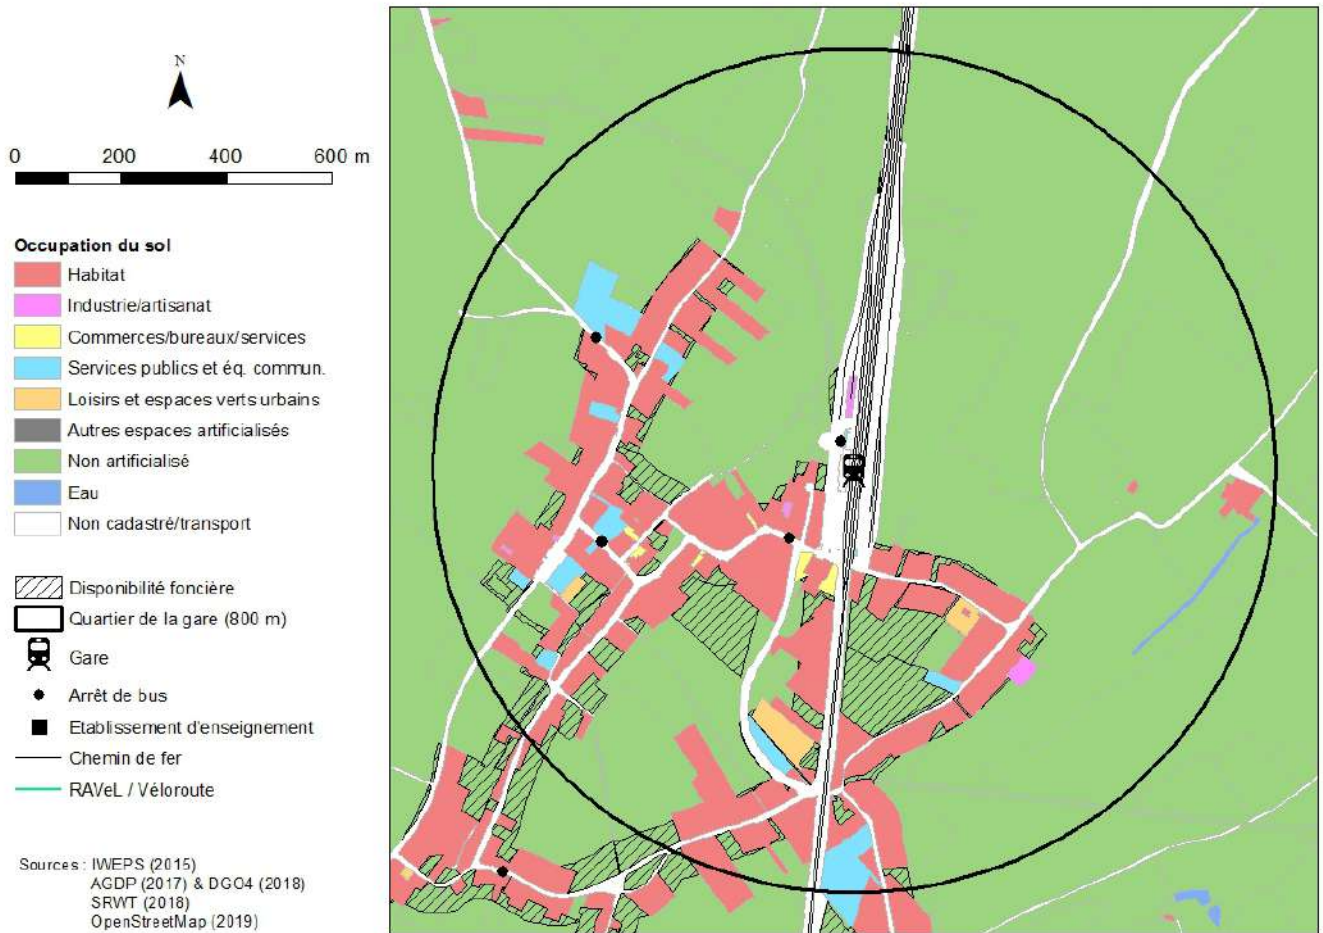 N
0 200 400 600 m
Occupation du sol
Habitat
Industrie/artisanat
Commerces/bureaux/services
Services publics et éq. commun.
Loisirs et espaces verts urbains
Autres espaces artificialisés
Non artificialisé
Eau
Non cadastré/transport
Disponibilité foncière
Quartier de la gare (800 m)
Gare
Arrêt de bus
Etablissement d'enseignement
Chemin de fer
RAVeL / Véloroute
Sources : IWEPS (2015)
AGDP (2017) & DGO4 (2018)
SRWT (2018)
OpenStreetMap (2019)